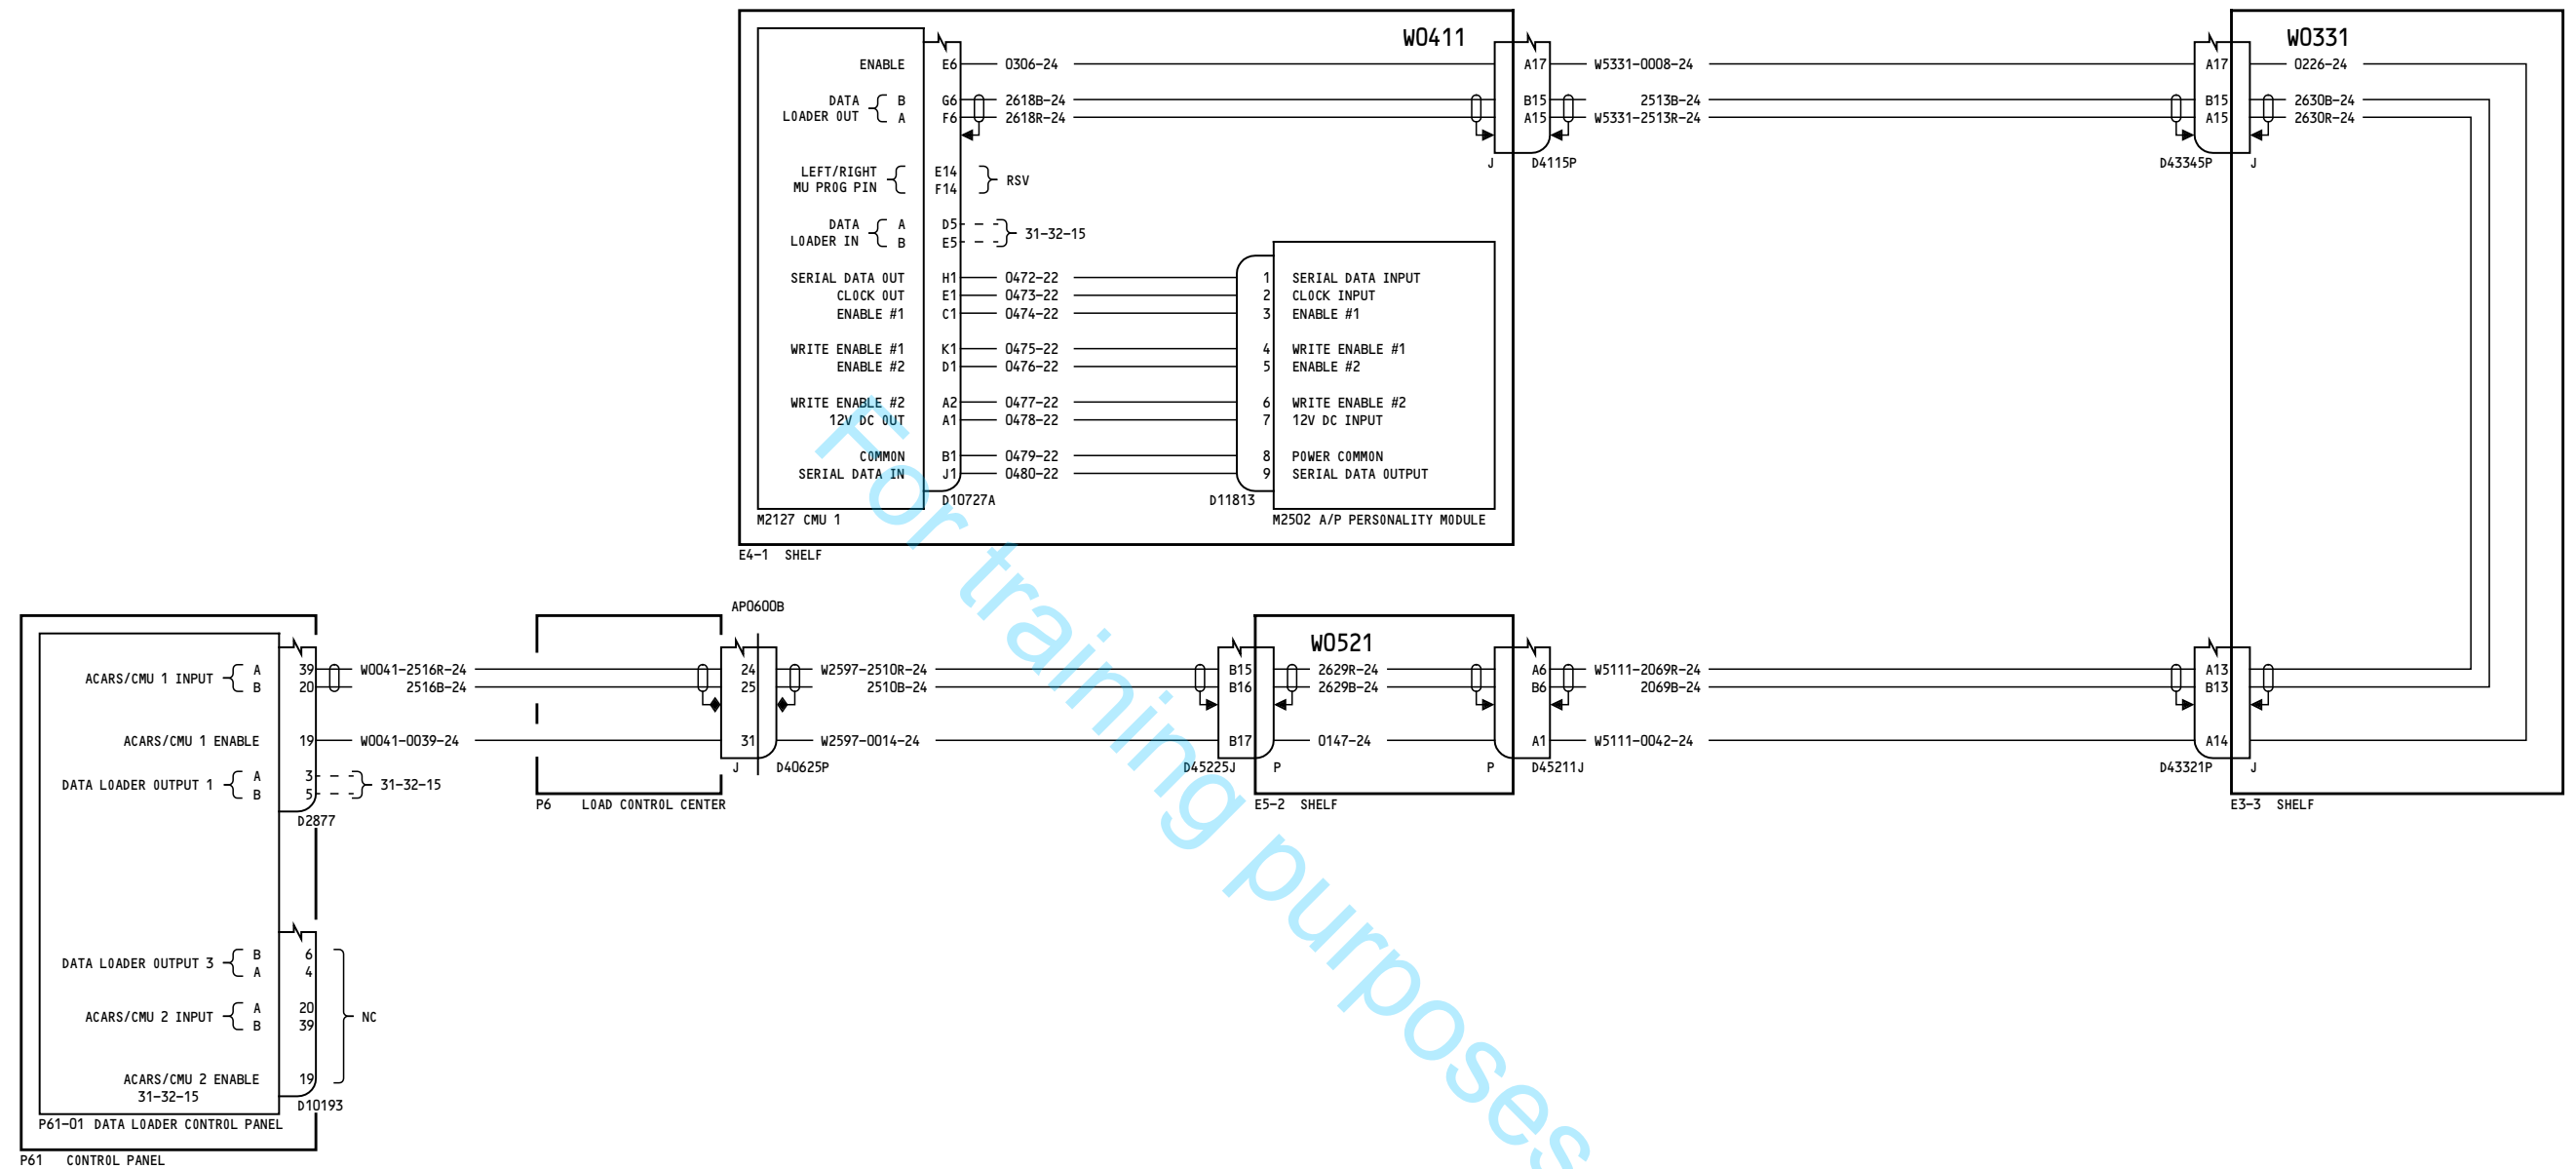 W0411
ENABLE E6 0306-24 A17 W5331-0008-24
DATA LOADER OUT B G6 2618B-24 B15 2513B-24
A F6 2618R-24 A15 W5331-2513R-24
J D4115P
LEFT/RIGHT MU PROG PIN E14 F14 RSV
DATA LOADER IN A D5 B E5 31-32-15
SERIAL DATA OUT H1 0472-22 1 SERIAL DATA INPUT
CLOCK OUT E1 0473-22 2 CLOCK INPUT
ENABLE #1 C1 0474-22 3 ENABLE #1
WRITE ENABLE #1 K1 0475-22 4 WRITE ENABLE #1
ENABLE #2 D1 0476-22 5 ENABLE #2
WRITE ENABLE #2 A2 0477-22 6 WRITE ENABLE #2
12V DC OUT A1 0478-22 7 12V DC INPUT
COMMON B1 0479-22 8 POWER COMMON
SERIAL DATA IN J1 0480-22 9 SERIAL DATA OUTPUT
D10727A D11813
M2127 CMU 1 M2502 A/P PERSONALITY MODULE
E4-1 SHELF
W0331
A17 0226-24
B15 2630B-24
A15 2630R-24
D43345P J
A13
B13
A14
D43321P J
E3-3 SHELF
AP0600B
W0521
ACARS/CMU 1 INPUT A 39 W0041-2516R-24 24 W2597-2510R-24 B15 2629R-24 A6 W5111-2069R-24
B 20 2516B-24 25 2510B-24 B16 2629B-24 B6 2069B-24
ACARS/CMU 1 ENABLE 19 W0041-0039-24 31 W2597-0014-24 B17 0147-24 A1 W5111-0042-24
J D40625P D45225J P P D45211J
DATA LOADER OUTPUT 1 A 3 B 5 31-32-15
D2877
P6 LOAD CONTROL CENTER
E5-2 SHELF
DATA LOADER OUTPUT 3 B 6 A 4
ACARS/CMU 2 INPUT A 20 B 39
NC
ACARS/CMU 2 ENABLE 19
31-32-15
D10193
P61-01 DATA LOADER CONTROL PANEL
P61 CONTROL PANEL
For training purposes